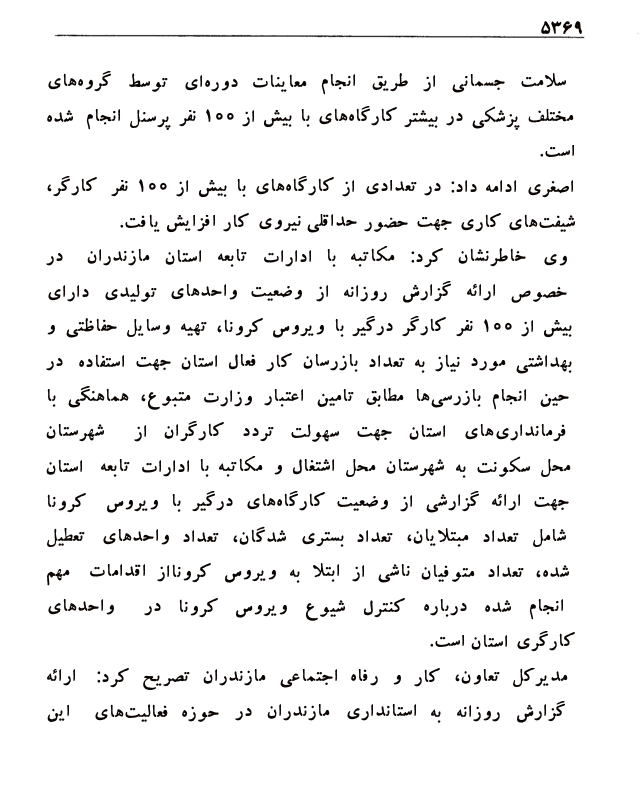 ۵۳۶۹
سلامت جسمانی از طریق انجام معاینات دوره‌ای توسط گروه‌های
مختلف پزشکی در بیشتر کارگاه‌های با بیش از ۱۰۰ نفر پرسنل انجام شده
است.
اصغری ادامه داد: در تعدادی از کارگاه‌های با بیش از ۱۰۰ نفر کارگر،
شیفت‌های کاری جهت حضور حداقلی نیروی کار افزایش یافت.
وی خاطرنشان کرد: مکاتبه با ادارات تابعه استان مازندران در
خصوص ارائه گزارش روزانه از وضعیت واحدهای تولیدی دارای
بیش از ۱۰۰ نفر کارگر درگیر با ویروس کرونا، تهیه وسایل حفاظتی و
بهداشتی مورد نیاز به تعداد بازرسان کار فعال استان جهت استفاده در
حین انجام بازرسی‌ها مطابق تامین اعتبار وزارت متبوع، هماهنگی با
فرمانداری‌های استان جهت سهولت تردد کارگران از شهرستان
محل سکونت به شهرستان محل اشتغال و مکاتبه با ادارات تابعه استان
جهت ارائه گزارشی از وضعیت کارگاه‌های درگیر با ویروس کرونا
شامل تعداد مبتلایان، تعداد بستری شدگان، تعداد واحدهای تعطیل
شده، تعداد متوفیان ناشی از ابتلا به ویروس کرونااز اقدامات مهم
انجام شده درباره کنترل شیوع ویروس کرونا در واحدهای
کارگری استان است.
مدیرکل تعاون، کار و رفاه اجتماعی مازندران تصریح کرد: ارائه
گزارش روزانه به استانداری مازندران در حوزه فعالیت‌های این